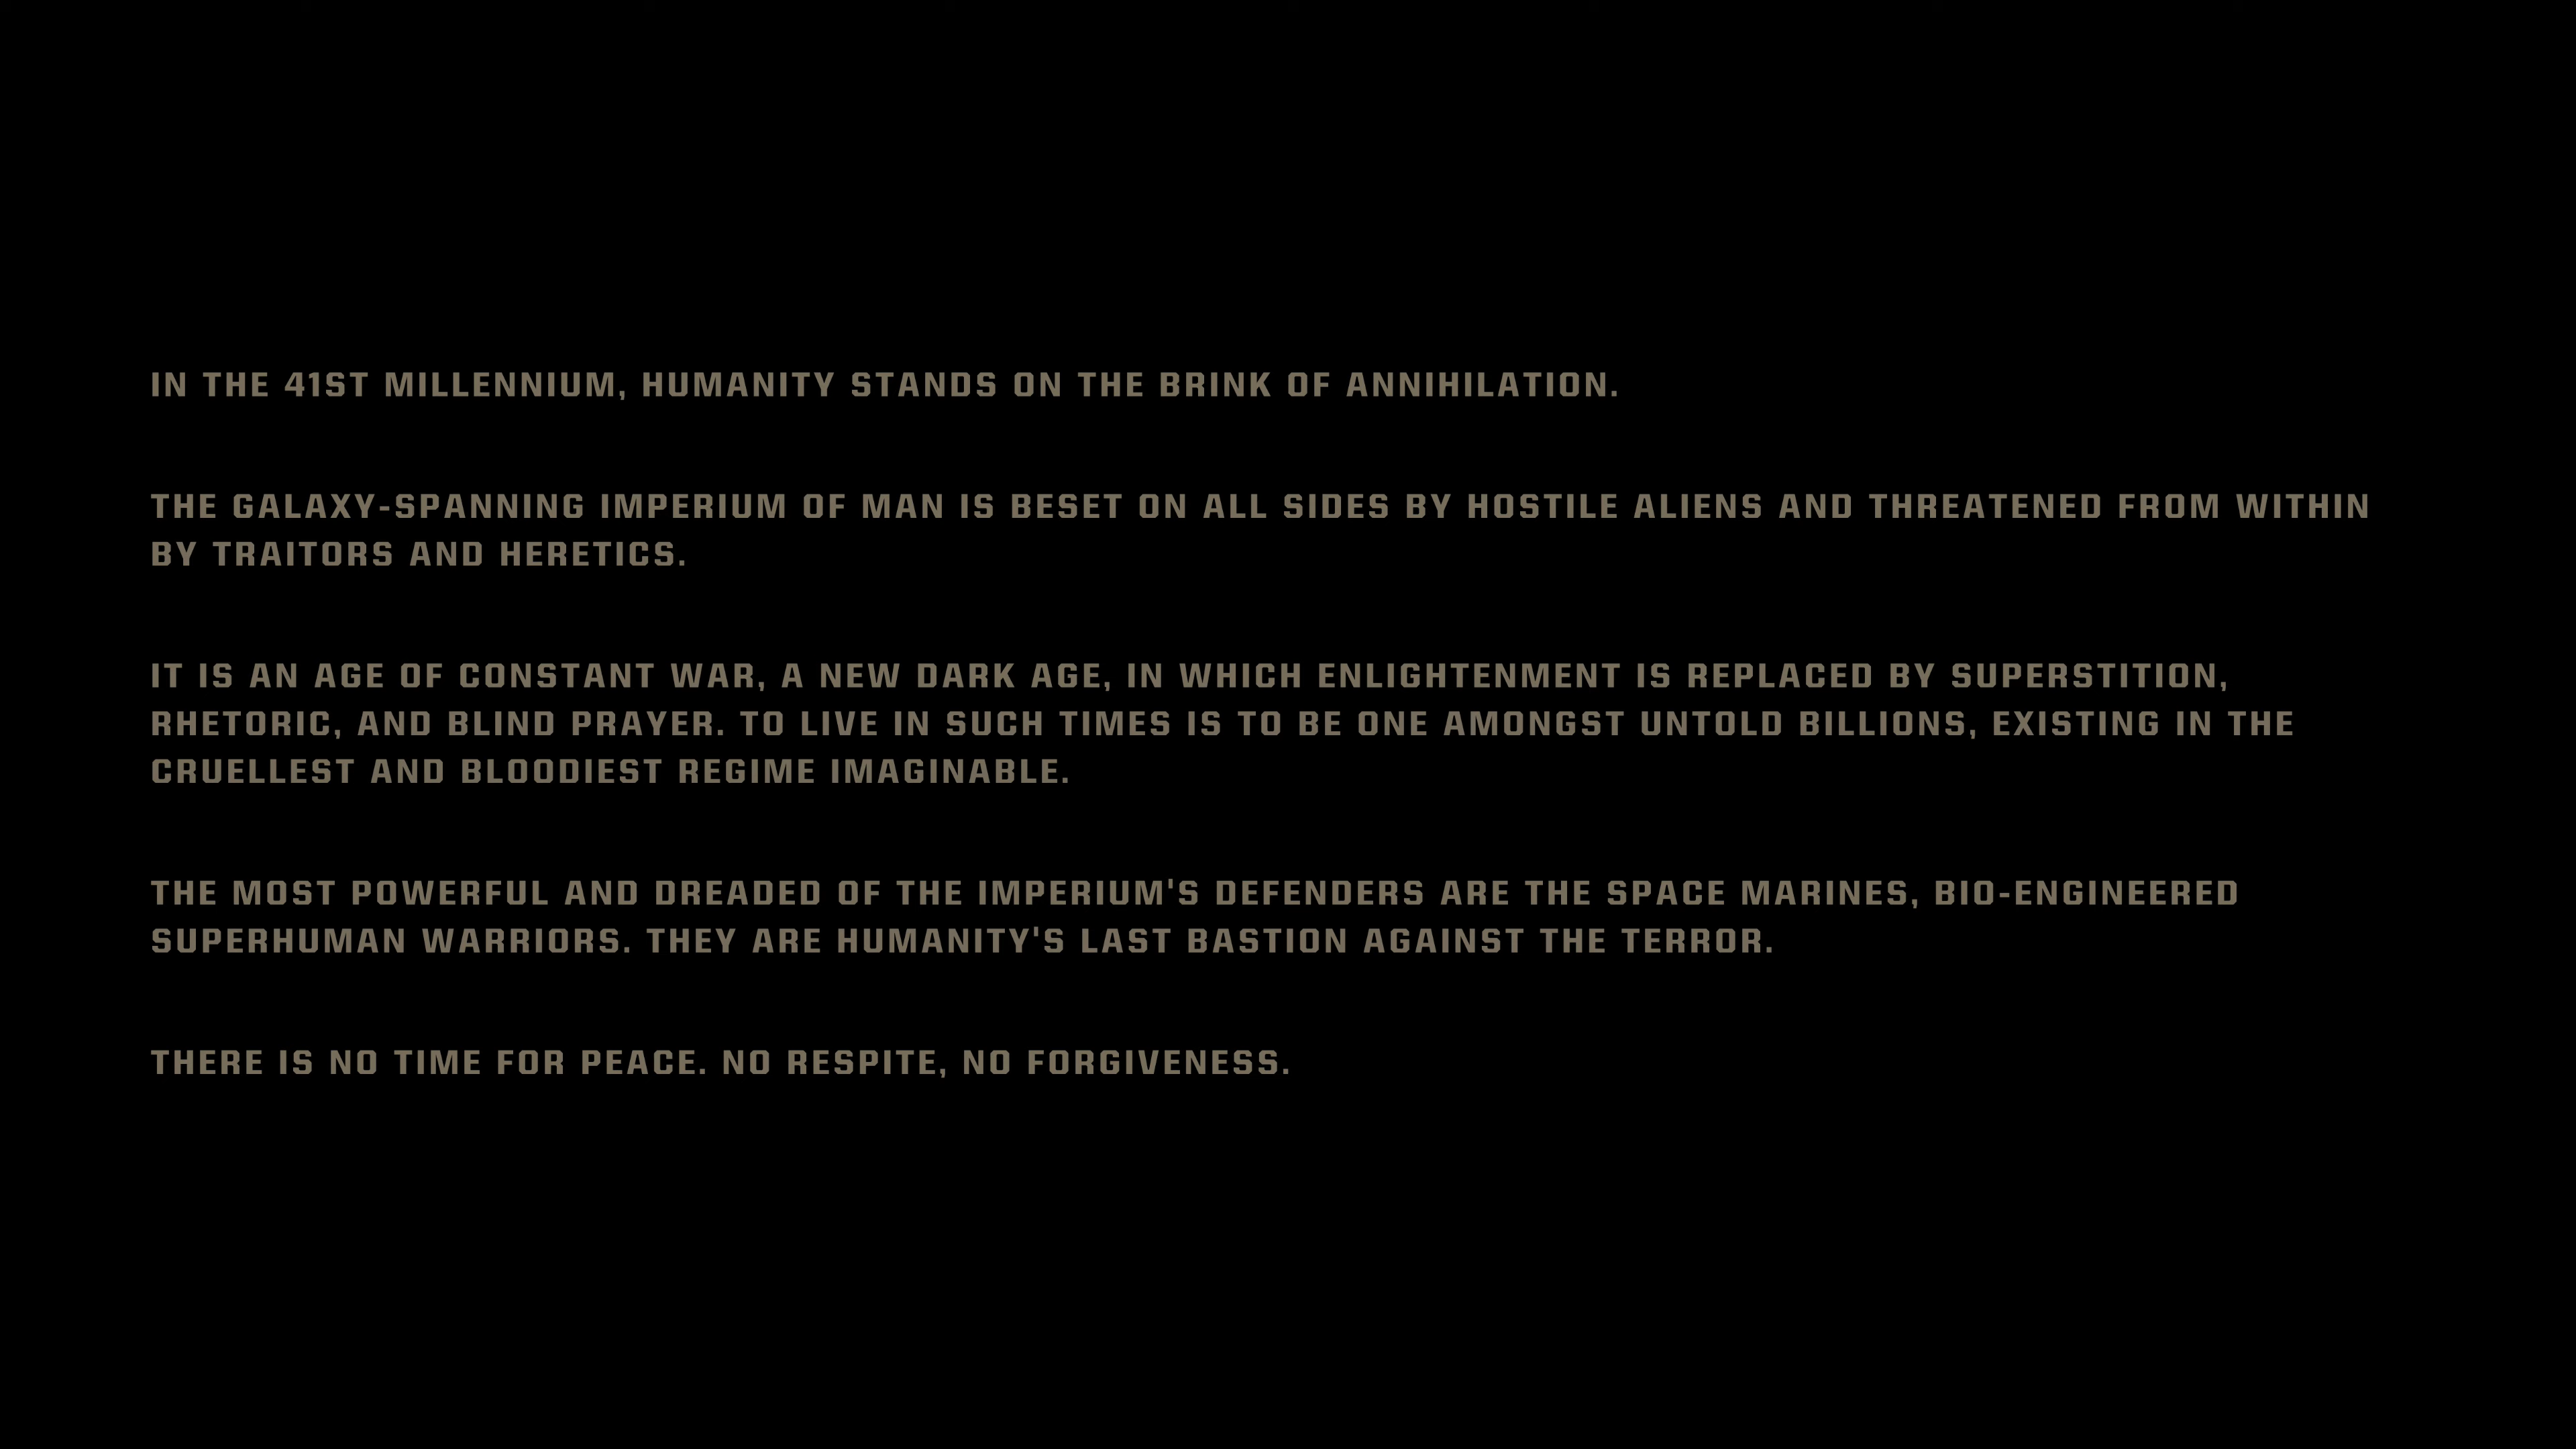 IN THE 41ST MILLENNIUM, HUMANITY STANDS ON THE BRINK OF ANNIHILATION.
THE GALAXY-SPANNING IMPERIUM OF MAN IS BESET ON ALL SIDES BY HOSTILE ALIENS AND THREATENED FROM WITHIN
BY TRAITORS AND HERETICS.
IT IS AN AGE OF CONSTANT WAR, A NEW DARK AGE, IN WHICH ENLIGHTENMENT IS REPLACED BY SUPERSTITION,
RHETORIC, AND BLIND PRAYER. TO LIVE IN SUCH TIMES IS TO BE ONE AMONGST UNTOLD BILLIONS, EXISTING IN THE
CRUELLEST AND BLOODIEST REGIME IMAGINABLE.
THE MOST POWERFUL AND DREADED OF THE IMPERIUM'S DEFENDERS ARE THE SPACE MARINES, BIO-ENGINEERED
SUPERHUMAN WARRIORS. THEY ARE HUMANITY'S LAST BASTION AGAINST THE TERROR.
THERE IS NO TIME FOR PEACE. NO RESPITE, NO FORGIVENESS.